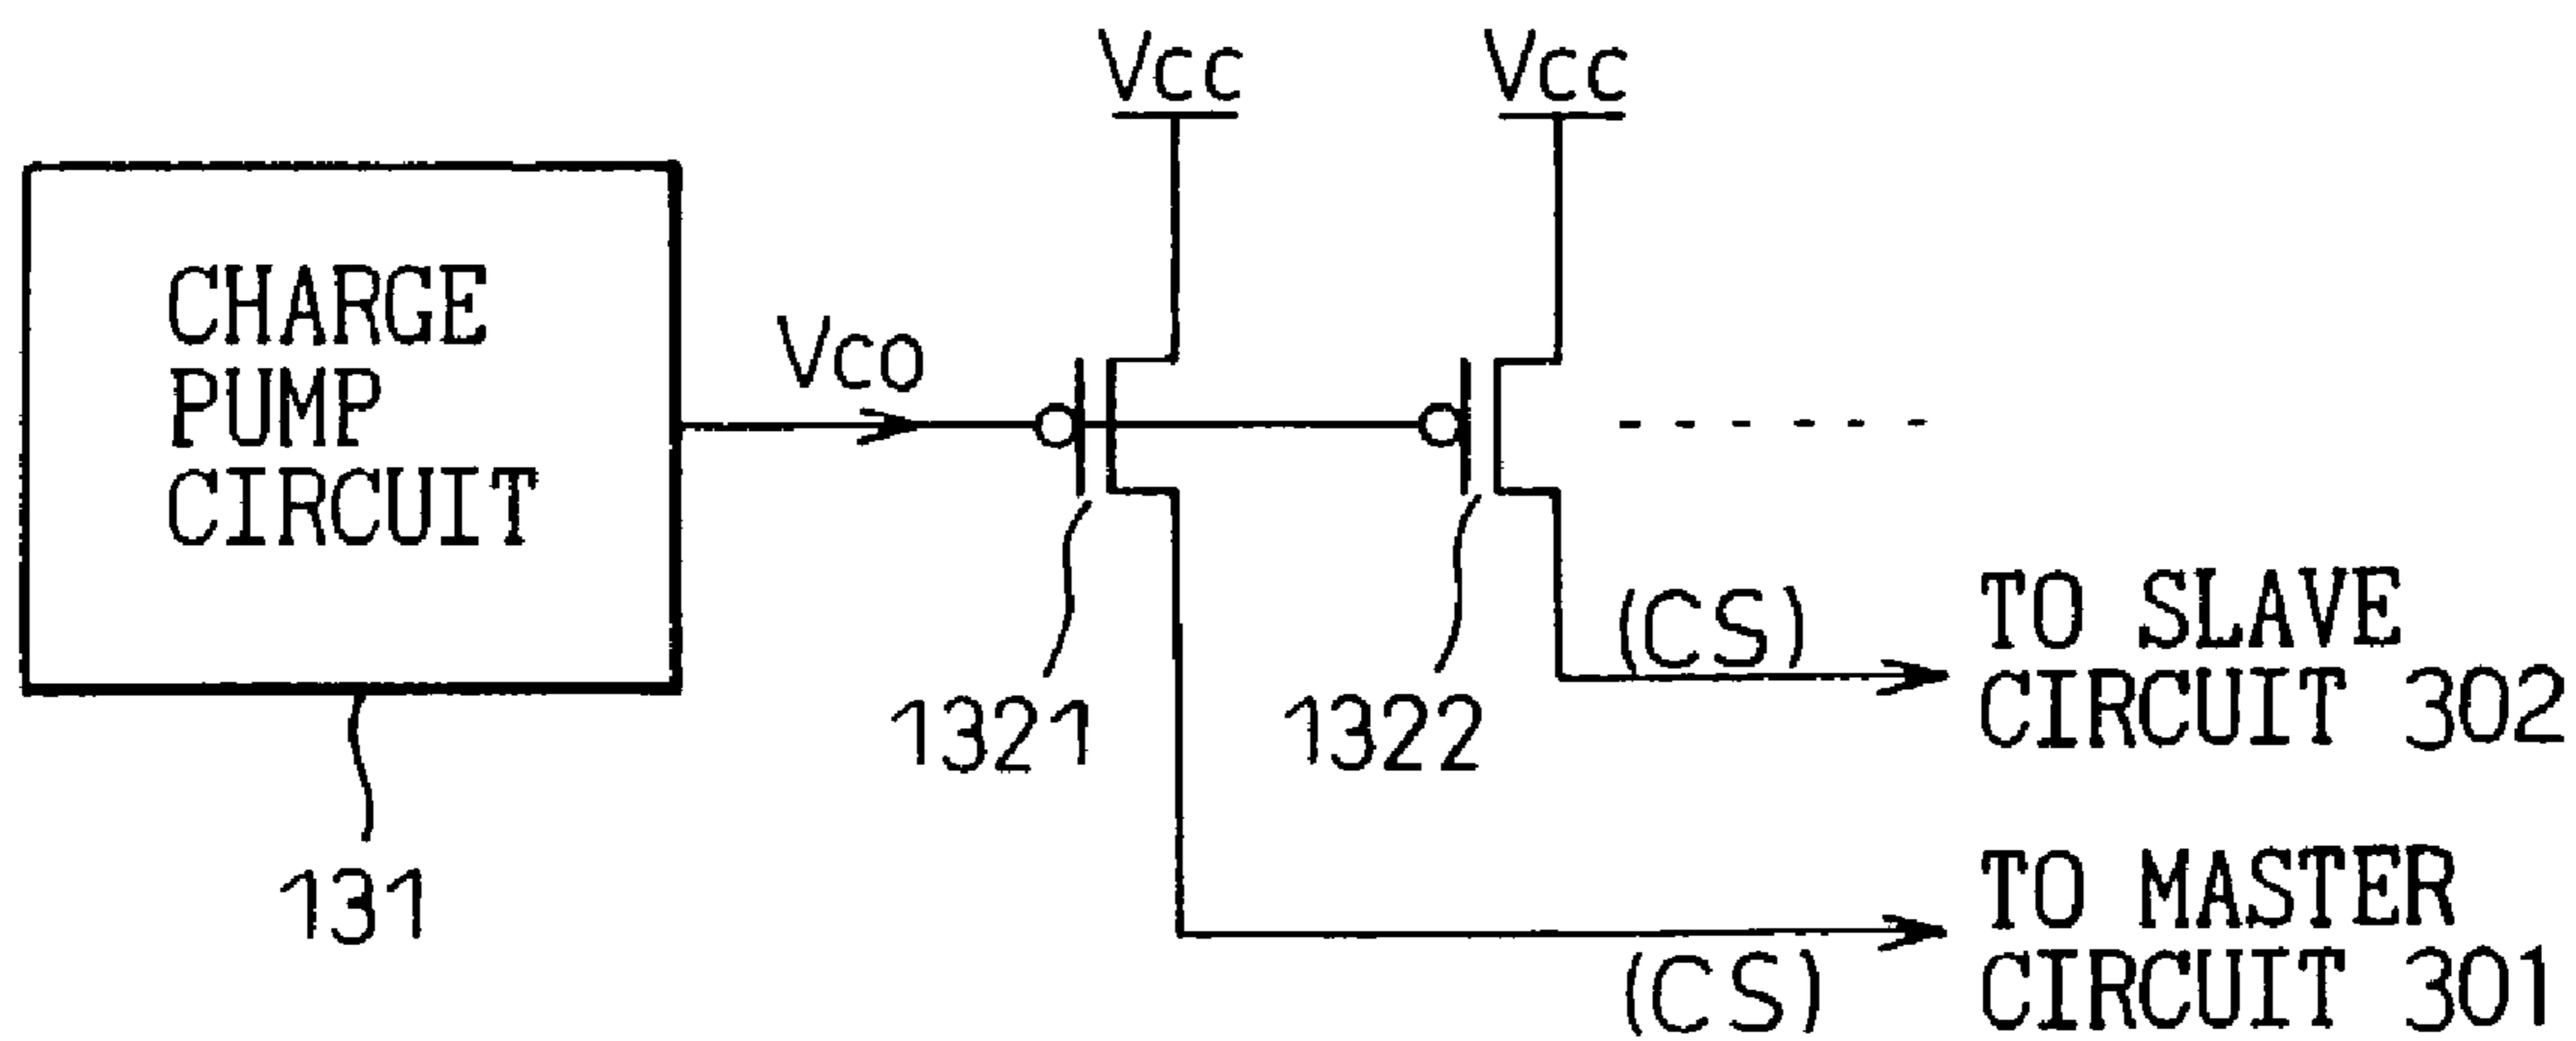 Vcc
Vcc
CHARGE
PUMP
CIRCUIT
Vco
1321
1322
131
(CS)
TO SLAVE
CIRCUIT 302
TO MASTER
CIRCUIT 301
(CS)